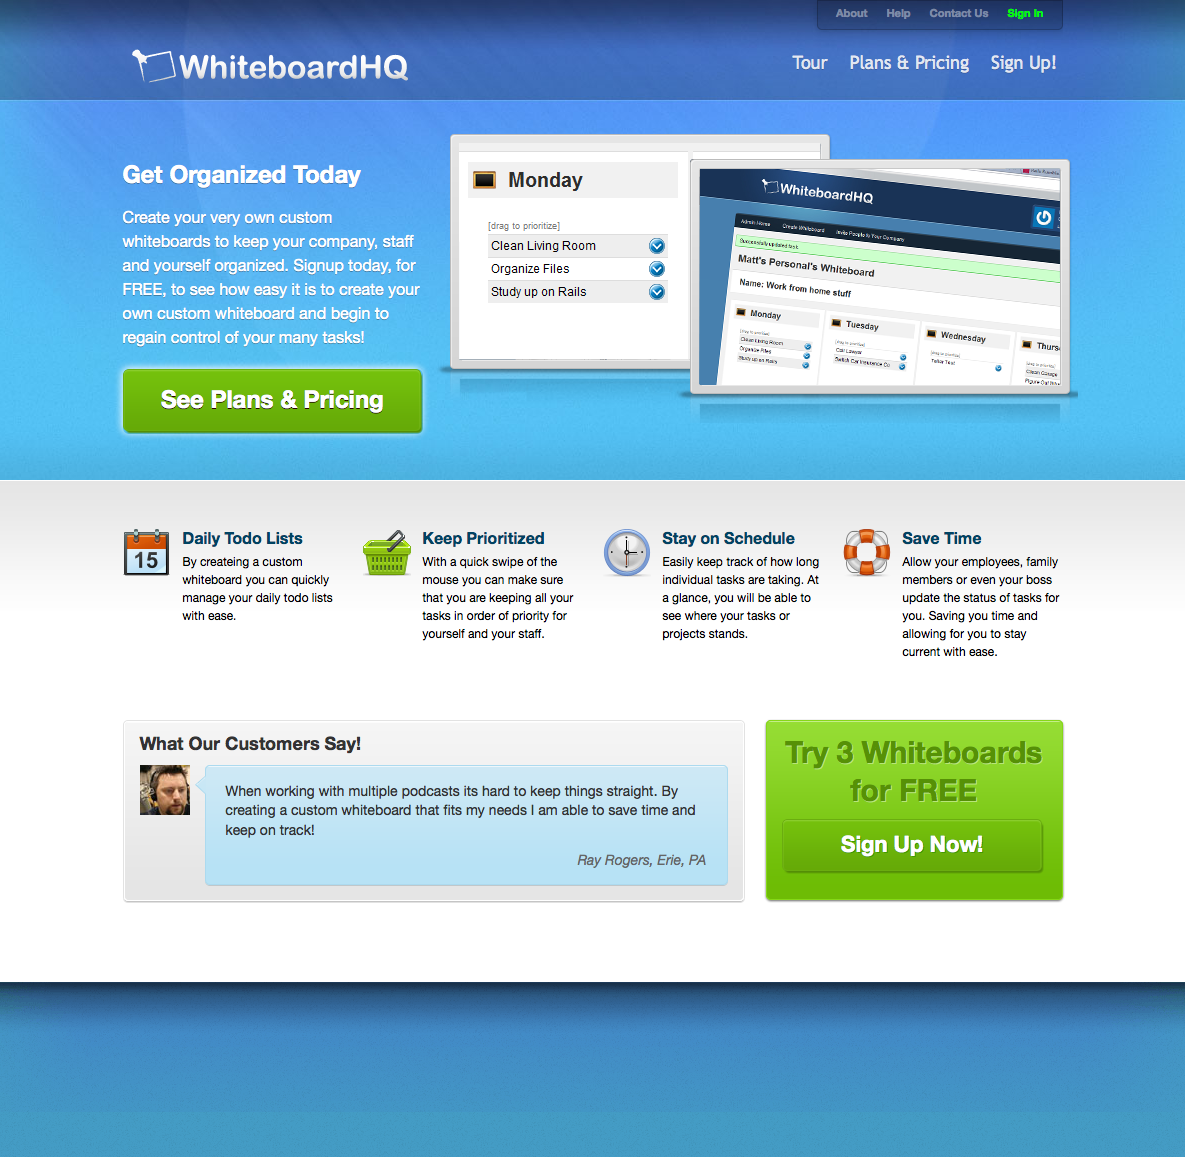 About Help Contact Us Sign In
WhiteboardHQ
Tour Plans & Pricing Sign Up!
Get Organized Today
Create your very own custom
whiteboards to keep your company, staff
and yourself organized. Signup today, for
FREE, to see how easy it is to create your
own custom whiteboard and begin to
regain control of your many tasks!
See Plans & Pricing
Monday
[drag to prioritize]
Clean Living Room
Organize Files
Study up on Rails
WhiteboardHQ
Admin Home Create Whiteboard Invite People to Your Company
Successfully updated task.
Matt's Personal's Whiteboard
Name: Work from home stuff
Monday
[drag to prioritize]
Clean Living Room
Organize Files
Study up on Rails
Tuesday
[drag to prioritize]
Call Lawyer
Switch Car Insurance Co
Wednesday
[drag to prioritize]
Thurs
[drag to prioritize]
Clean Garage
15
Daily Todo Lists
By createing a custom
whiteboard you can quickly
manage your daily todo lists
with ease.
Keep Prioritized
With a quick swipe of the
mouse you can make sure
that you are keeping all your
tasks in order of priority for
yourself and your staff.
Stay on Schedule
Easily keep track of how long
individual tasks are taking. At
a glance, you will be able to
see where your tasks or
projects stands.
Save Time
Allow your employees, family
members or even your boss
update the status of tasks for
you. Saving you time and
allowing for you to stay
current with ease.
What Our Customers Say!
When working with multiple podcasts its hard to keep things straight. By
creating a custom whiteboard that fits my needs I am able to save time and
keep on track!
Ray Rogers, Erie, PA
Try 3 Whiteboards
for FREE
Sign Up Now!